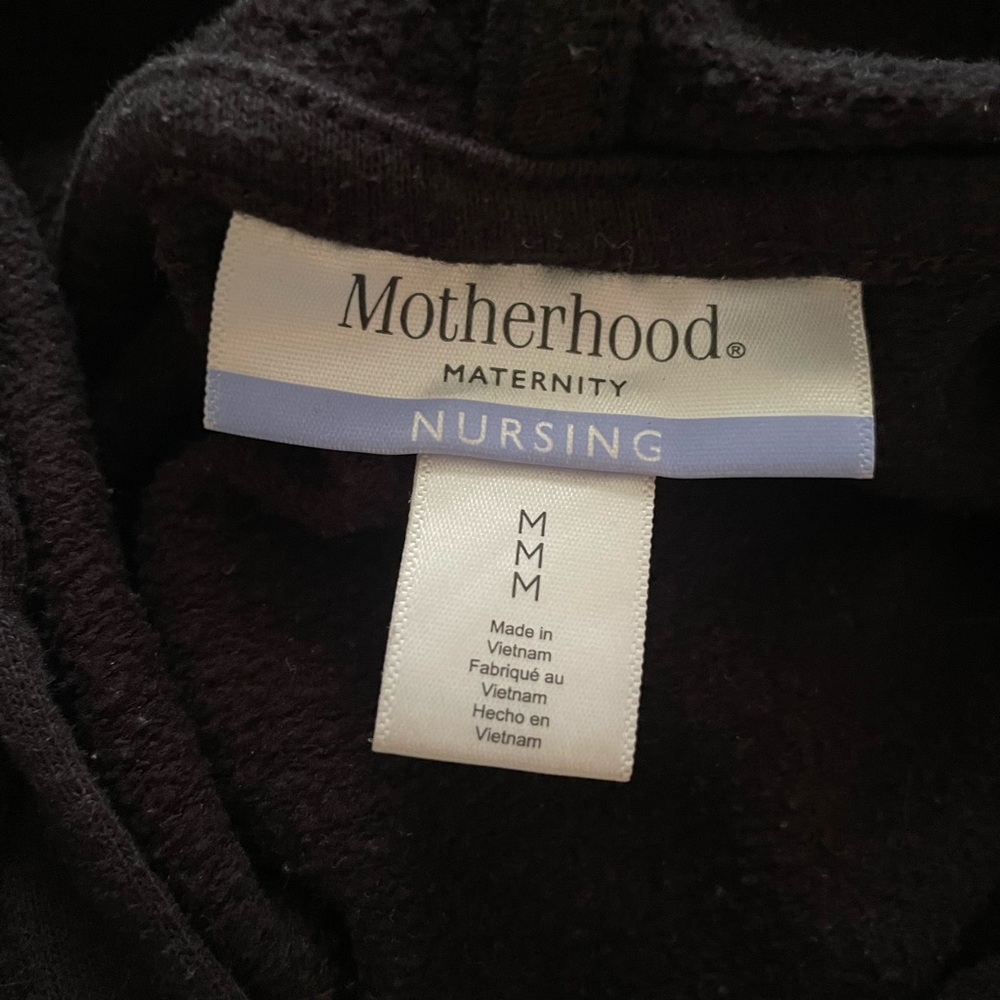 Motherhood®
MATERNITY
NURSING
M
M
M
Made in
Vietnam
Fabriqué au
Vietnam
Hecho en
Vietnam